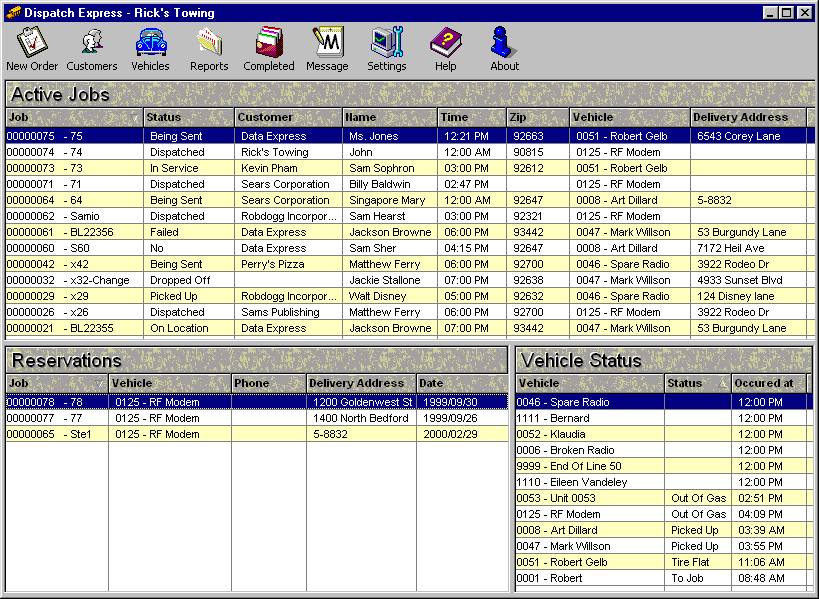 Dispatch Express - Rick's Towing
New Order Customers Vehicles Reports Completed Message Settings Help About
Active Jobs
Job Status Customer Name Time Zip Vehicle Delivery Address
00000075 - 75 Being Sent Data Express Ms. Jones 12:21 PM 92663 0051 - Robert Gelb 6543 Corey Lane
00000074 - 74 Dispatched Rick's Towing John 12:00 AM 90815 0125 - RF Modem
00000073 - 73 In Service Kevin Pham Sam Sophron 03:00 PM 92612 0051 - Robert Gelb
00000071 - 71 Dispatched Sears Corporation Billy Baldwin 02:47 PM 0125 - RF Modem
00000064 - 64 Being Sent Sears Corporation Singapore Mary 12:00 AM 92647 0008 - Art Dillard 5-8832
00000062 - Samio Dispatched Robdogg Incorpor... Sam Hearst 03:00 PM 92321 0125 - RF Modem
00000061 - BL22356 Failed Data Express Jackson Browne 06:00 PM 93442 0047 - Mark Willson 53 Burgundy Lane
00000060 - S60 No Data Express Sam Sher 04:15 PM 92647 0008 - Art Dillard 7172 Heil Ave
00000042 - x42 Being Sent Perry's Pizza Matthew Ferry 06:00 PM 92700 0046 - Spare Radio 3922 Rodeo Dr
00000032 - x32-Change Dropped Off Jackie Stallone 07:00 PM 92638 0047 - Mark Willson 4933 Sunset Blvd
00000029 - x29 Picked Up Robdogg Incorpor... Walt Disney 05:00 PM 92632 0046 - Spare Radio 124 Disney lane
00000026 - x26 Dispatched Sams Publishing Matthew Ferry 06:00 PM 92700 0125 - RF Modem 3922 Rodeo Dr
00000021 - BL22355 On Location Data Express Jackson Browne 07:00 PM 93442 0047 - Mark Willson 53 Burgundy Lane
Reservations
Job Vehicle Phone Delivery Address Date
00000078 - 78 0125 - RF Modem 1200 Goldenwest St 1999/09/30
00000077 - 77 0125 - RF Modem 1400 North Bedford 1999/09/26
00000065 - Ste1 0125 - RF Modem 5-8832 2000/02/29
Vehicle Status
Vehicle Status Occured at
0046 - Spare Radio 12:00 PM
1111 - Bernard 12:00 PM
0052 - Klaudia 12:00 PM
0006 - Broken Radio 12:00 PM
9999 - End Of Line 50 12:00 PM
1110 - Eileen Vandeley 12:00 PM
0053 - Unit 0053 Out Of Gas 02:51 PM
0125 - RF Modem Out Of Gas 04:09 PM
0008 - Art Dillard Picked Up 03:39 AM
0047 - Mark Willson Picked Up 03:55 PM
0051 - Robert Gelb Tire Flat 11:06 AM
0001 - Robert To Job 08:48 AM